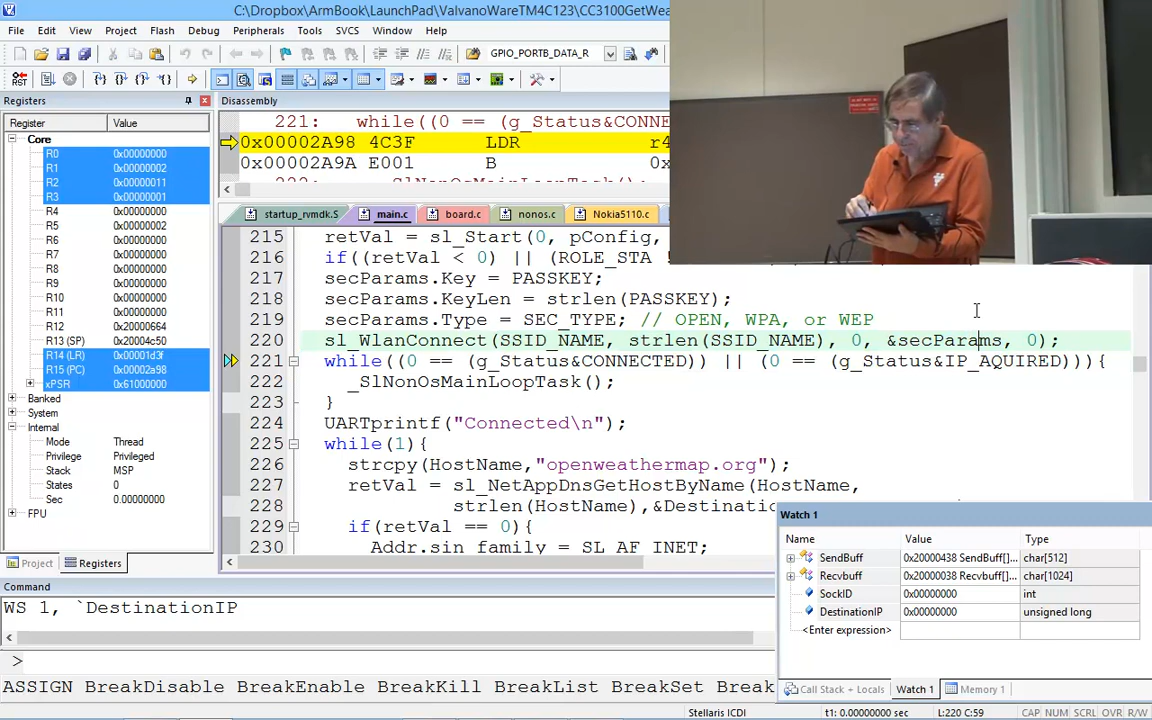 C:\Dropbox\ArmBook\LaunchPad\ValvanoWareTM4C123\CC3100GetWea
File Edit View Project Flash Debug Peripherals Tools SVCS Window Help
GPIO_PORTB_DATA_R
RST
Registers
Register Value
Core
R0 0x00000000
R1 0x00000002
R2 0x00000011
R3 0x00000001
R4 0x00000000
R5 0x00000002
R6 0x00000000
R7 0x00000000
R8 0x00000000
R9 0x00000000
R10 0x00000000
R11 0x00000000
R12 0x20000664
R13 (SP) 0x20004c50
R14 (LR) 0x00001d3f
R15 (PC) 0x00002a98
xPSR 0x61000000
Banked
System
Internal
Mode Thread
Privilege Privileged
Stack MSP
States 0
Sec 0.00000000
FPU
Project Registers
Disassembly
221: while((0 == (g_Status&CONNE
0x00002A98 4C3F LDR r4
0x00002A9A E001 B 0x
222: _SlNonOsMainLoopTask();
startup_rvmdk.S main.c board.c nonos.c Nokia5110.c
215 retVal = sl_Start(0, pConfig,
216 if((retVal < 0) || (ROLE_STA !
217 secParams.Key = PASSKEY;
218 secParams.KeyLen = strlen(PASSKEY);
219 secParams.Type = SEC_TYPE; // OPEN, WPA, or WEP
220 sl_WlanConnect(SSID_NAME, strlen(SSID_NAME), 0, &secParams, 0);
221 while((0 == (g_Status&CONNECTED)) || (0 == (g_Status&IP_AQUIRED))){
222 _SlNonOsMainLoopTask();
223 }
224 UARTprintf("Connected\n");
225 while(1){
226 strcpy(HostName,"openweathermap.org");
227 retVal = sl_NetAppDnsGetHostByName(HostName,
228 strlen(HostName),&Destinatio
229 if(retVal == 0){
230 Addr.sin_family = SL_AF_INET;
Watch 1
Name Value Type
SendBuff 0x20000438 SendBuff[]... char[512]
Recvbuff 0x20000038 Recvbuff[]... char[1024]
SockID 0x00000000 int
DestinationIP 0x00000000 unsigned long
<Enter expression>
Call Stack + Locals Watch 1 Memory 1
Command
WS 1, `DestinationIP
>
ASSIGN BreakDisable BreakEnable BreakKill BreakList BreakSet Break
Stellaris ICDI t1: 0.00000000 sec L:220 C:59 CAP NUM SCRL OVR R/W